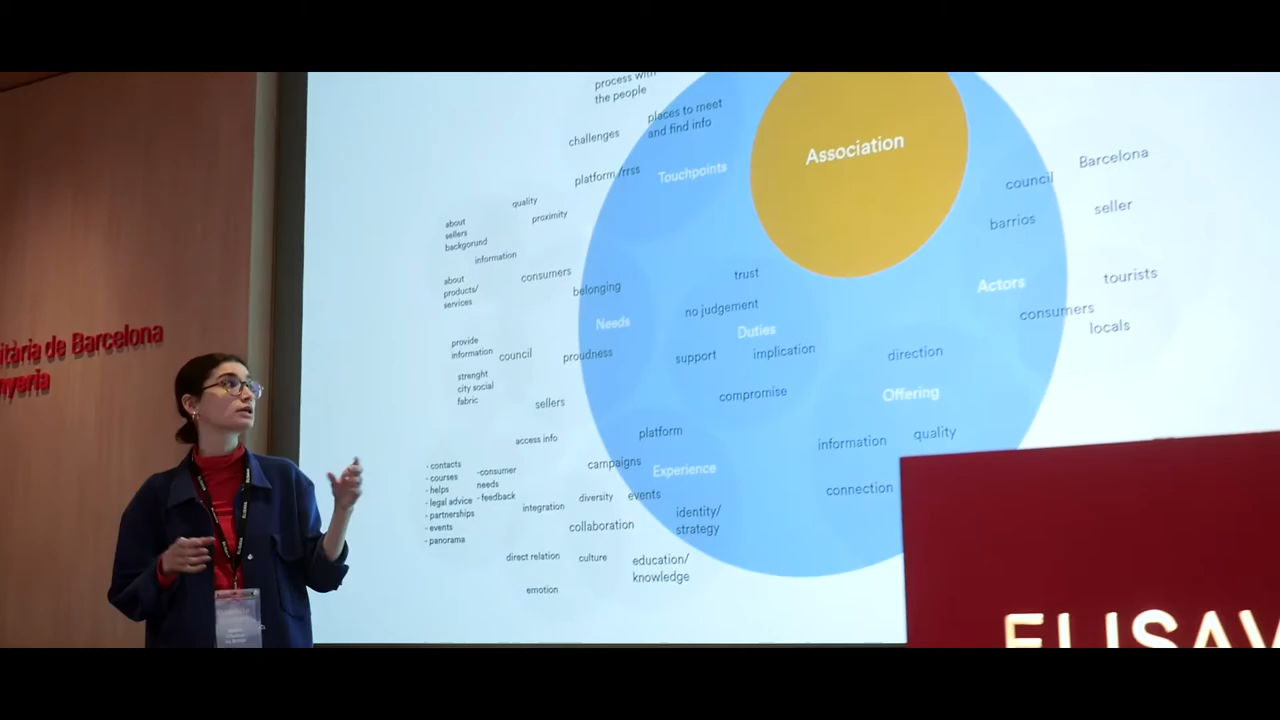 process with
the people
places to meet
and find info
challenges
Association
platform /rrss
Touchpoints
Barcelona
council
quality
proximity
seller
barrios
about
sellers
backgorund
information
consumers
trust
tourists
about
products/
services
belonging
Actors
no judgement
consumers
locals
Needs
Duties
provide
information
council
proudness
support
implication
direction
itària de Barcelona
nyaria
strenght
city social
fabric
compromise
Offering
sellers
platform
information
quality
access info
campaigns
Experience
- contacts
- courses
- helps
- legal advice
- partnerships
- events
- panorama
-consumer
needs
- feedback
connection
integration
diversity
events
identity/
strategy
collaboration
direct relation
culture
education/
knowledge
emotion
ELISAV